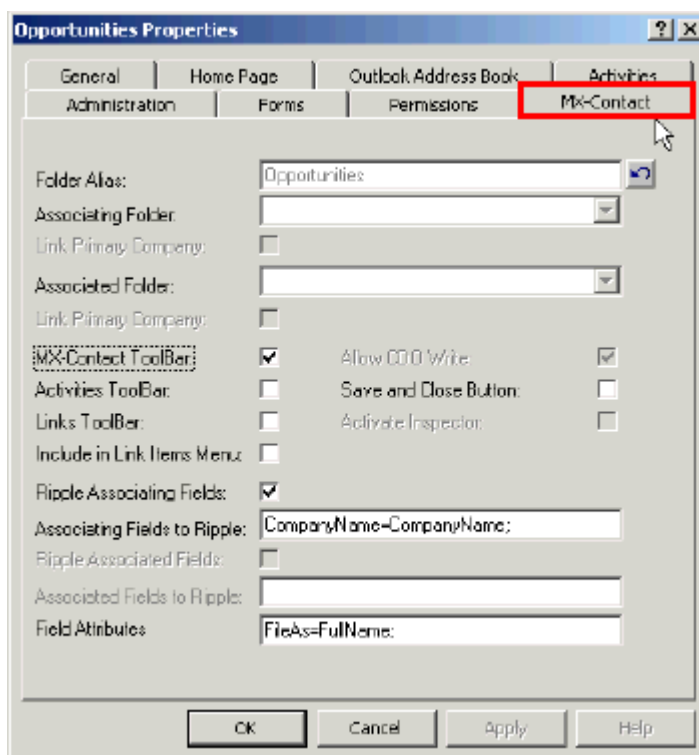 Opportunities Properties
General Home Page Outlook Address Book Activities
Administration Forms Permissions MX-Contact
Folder Alias: Opportunities
Associating Folder:
Link Primary Company:
Associated Folder:
Link Primary Company:
MX-Contact ToolBar: Allow CDO Write:
Activities ToolBar: Save and Close Button:
Links ToolBar: Activate Inspector:
Include in Link Items Menu:
Ripple Associating Fields:
Associating Fields to Ripple: CompanyName=CompanyName;
Ripple Associated Fields:
Associated Fields to Ripple:
Field Attributes FileAs=FullName;
OK Cancel Apply Help